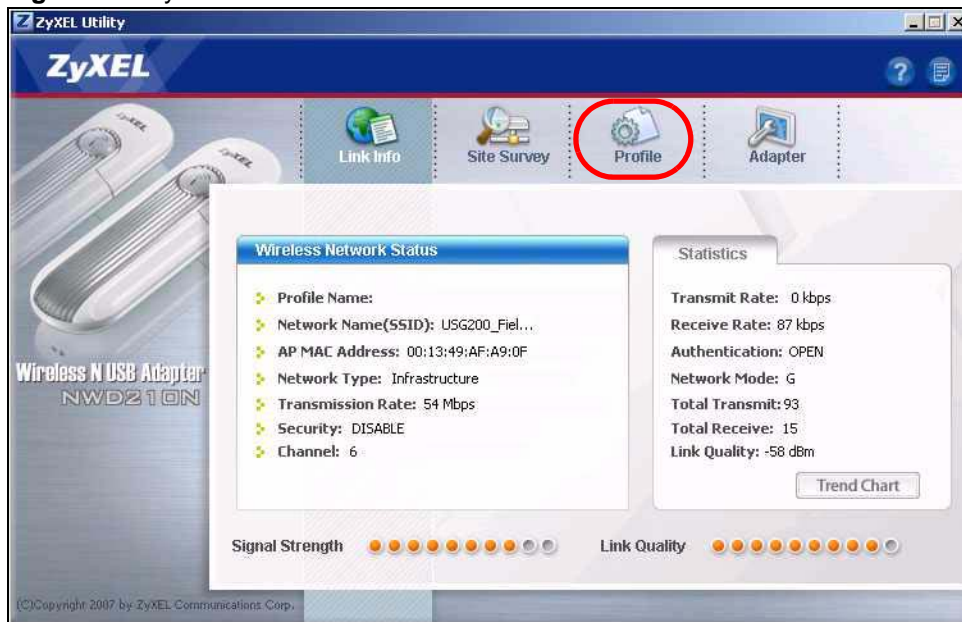 ZyXEL Utility
ZyXEL
Link Info
Site Survey
Profile
Adapter
Wireless Network Status
Profile Name:
Network Name(SSID): USG200_Fiel...
AP MAC Address: 00:13:49:AF:A9:0F
Network Type: Infrastructure
Transmission Rate: 54 Mbps
Security: DISABLE
Channel: 6
Statistics
Transmit Rate: 0 kbps
Receive Rate: 87 kbps
Authentication: OPEN
Network Mode: G
Total Transmit: 93
Total Receive: 15
Link Quality: -58 dBm
Trend Chart
Wireless N USB Adapter
NWD210N
Signal Strength
Link Quality
(C)Copyright 2007 by ZyXEL Communications Corp.